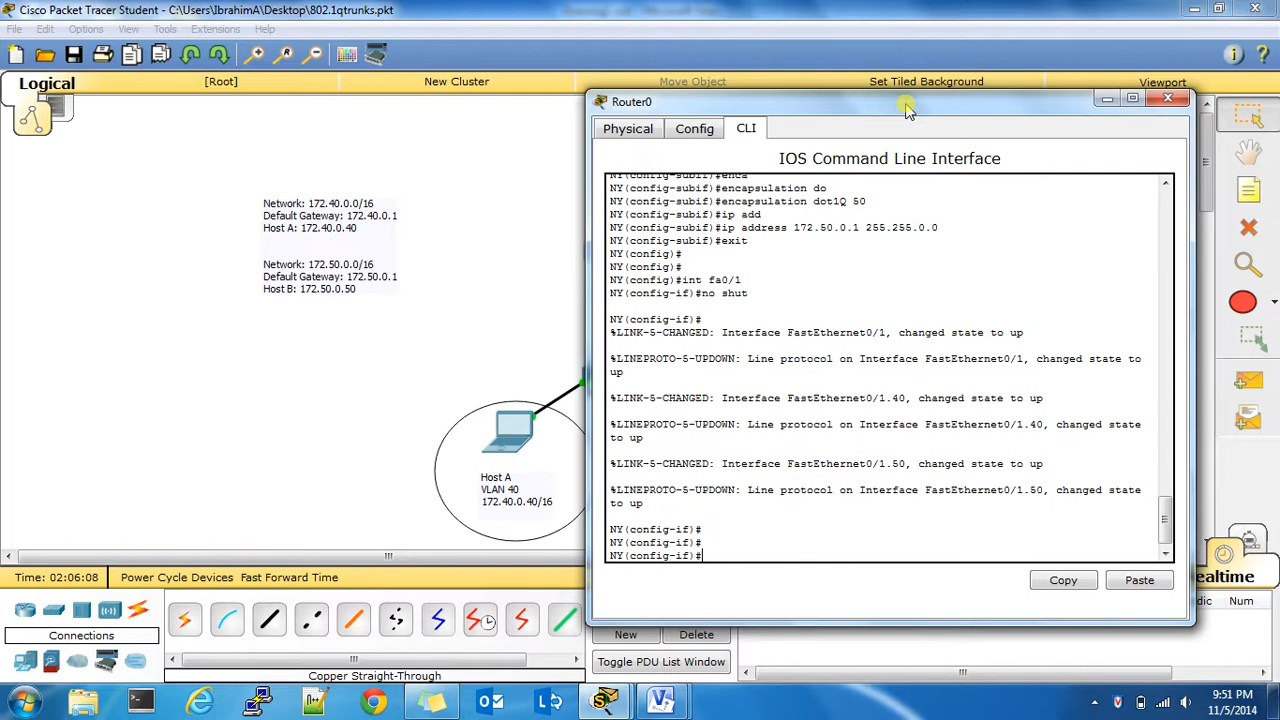 Cisco Packet Tracer Student - C:\Users\IbrahimA\Desktop\802.1qtrunks.pkt
File Edit Options View Tools Extensions Help
Logical [Root] New Cluster Move Object Set Tiled Background Viewport
Router0
Physical Config CLI
IOS Command Line Interface
NY(config-subif)#enca
NY(config-subif)#encapsulation do
NY(config-subif)#encapsulation dot1Q 50
NY(config-subif)#ip add
NY(config-subif)#ip address 172.50.0.1 255.255.0.0
NY(config-subif)#exit
NY(config)#
NY(config)#
NY(config)#int fa0/1
NY(config-if)#no shut
NY(config-if)#
%LINK-5-CHANGED: Interface FastEthernet0/1, changed state to up
%LINEPROTO-5-UPDOWN: Line protocol on Interface FastEthernet0/1, changed state to
up
%LINK-5-CHANGED: Interface FastEthernet0/1.40, changed state to up
%LINEPROTO-5-UPDOWN: Line protocol on Interface FastEthernet0/1.40, changed state
to up
%LINK-5-CHANGED: Interface FastEthernet0/1.50, changed state to up
%LINEPROTO-5-UPDOWN: Line protocol on Interface FastEthernet0/1.50, changed state
to up
NY(config-if)#
NY(config-if)#
NY(config-if)#
Copy Paste
Network: 172.40.0.0/16
Default Gateway: 172.40.0.1
Host A: 172.40.0.40
Network: 172.50.0.0/16
Default Gateway: 172.50.0.1
Host B: 172.50.0.50
Host A
VLAN 40
172.40.0.40/16
Time: 02:06:08 Power Cycle Devices Fast Forward Time
ealtime
Connections
Copper Straight-Through
New Delete
Toggle PDU List Window
dic Num
9:51 PM
11/5/2014